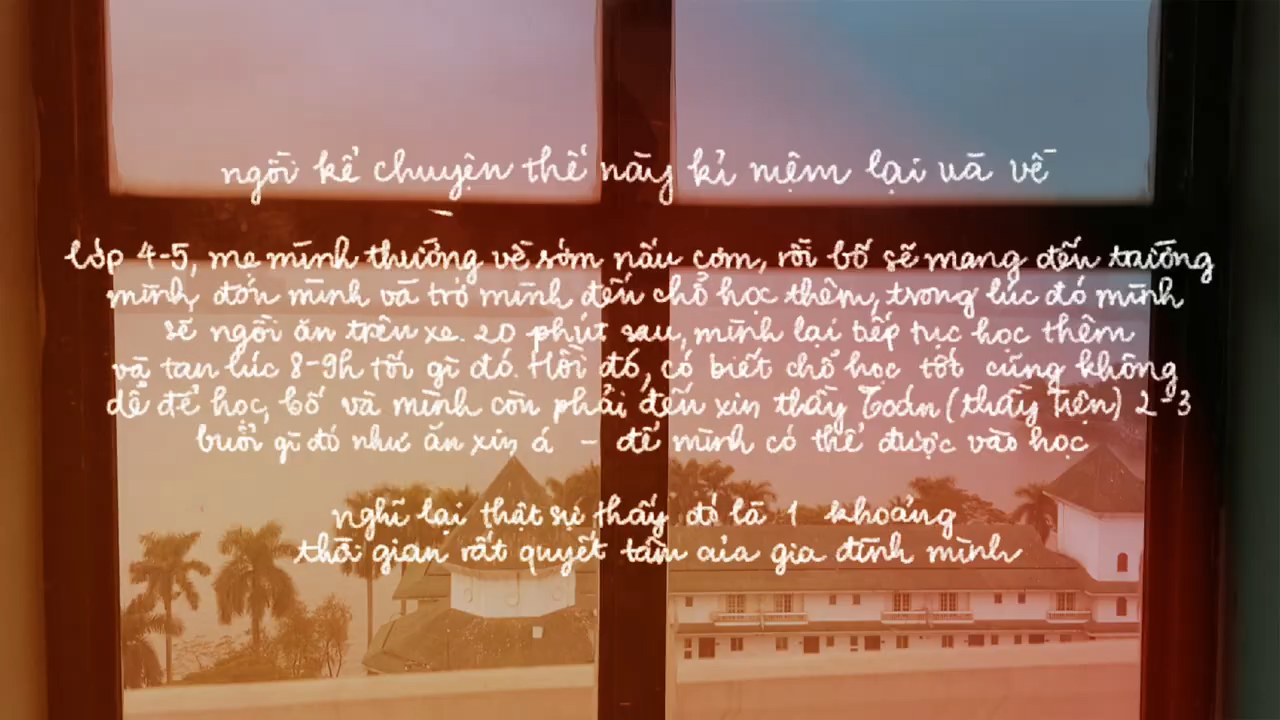 ngồi kể chuyện thế này kỉ niệm lại ùa về
lớp 4-5, mẹ mình thường về sớm nấu cơm, rồi bố sẽ mang đến trường
mình, đón mình và trở mình đến chỗ học thêm, trong lúc đó mình
sẽ ngồi ăn trên xe. 20 phút sau, mình lại tiếp tục học thêm
và tan lúc 8-9h tối gì đó. Hồi đó, có biết chỗ học tốt cũng không
dễ để học, bố và mình còn phải đến xin thầy Toán (thầy Hện) 2-3
buổi gì đó như ăn xin á - để mình có thể được vào học
nghĩ lại thật sự thấy đó là 1 khoảng
thời gian rất quyết tâm của gia đình mình